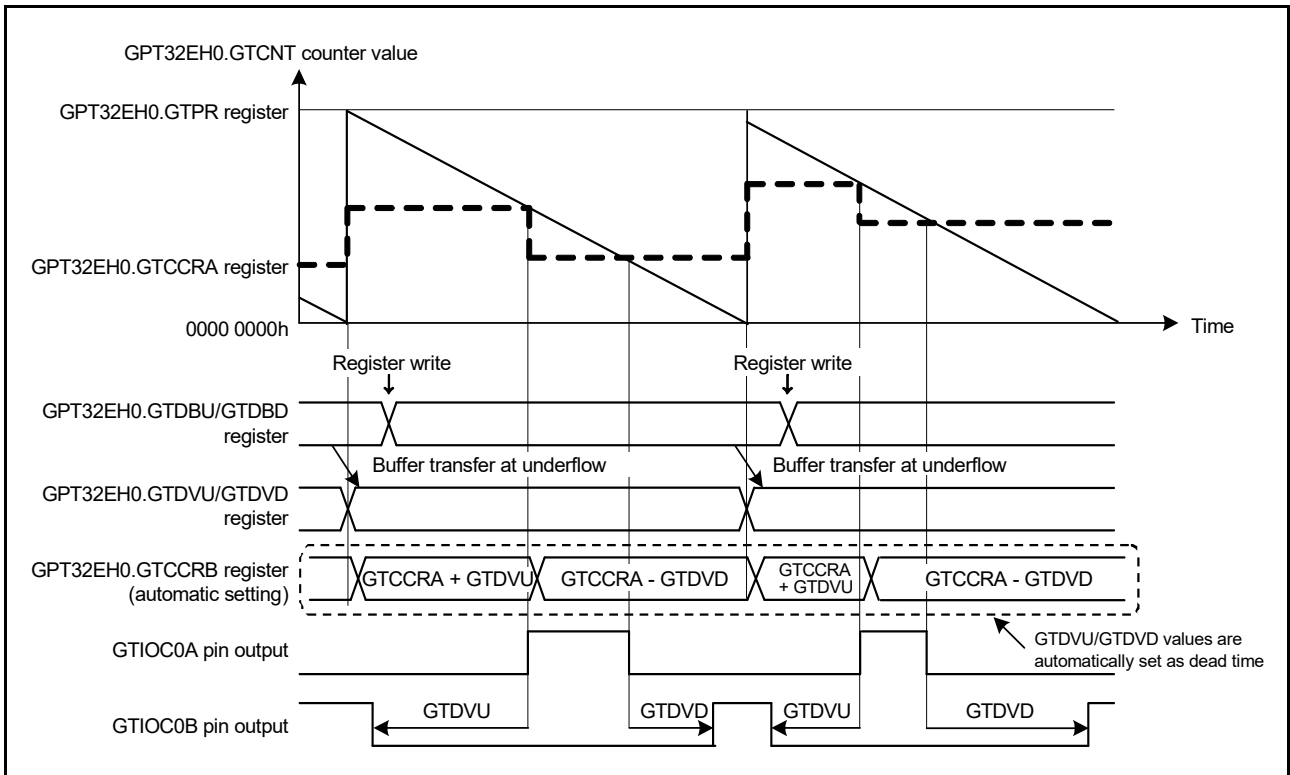 GPT32EH0.GTCNT counter value
GPT32EH0.GTPR register
GPT32EH0.GTCCRA register
0000 0000h
Time
Register write
Register write
GPT32EH0.GTDBU/GTDBD
register
Buffer transfer at underflow
Buffer transfer at underflow
GPT32EH0.GTDVU/GTDVD
register
GPT32EH0.GTCCRB register
(automatic setting)
GTCCRA + GTDVU
GTCCRA - GTDVD
GTCCRA
+ GTDVU
GTCCRA - GTDVD
GTIOC0A pin output
GTDVU/GTDVD values are
automatically set as dead time
GTIOC0B pin output
GTDVU
GTDVD
GTDVU
GTDVD